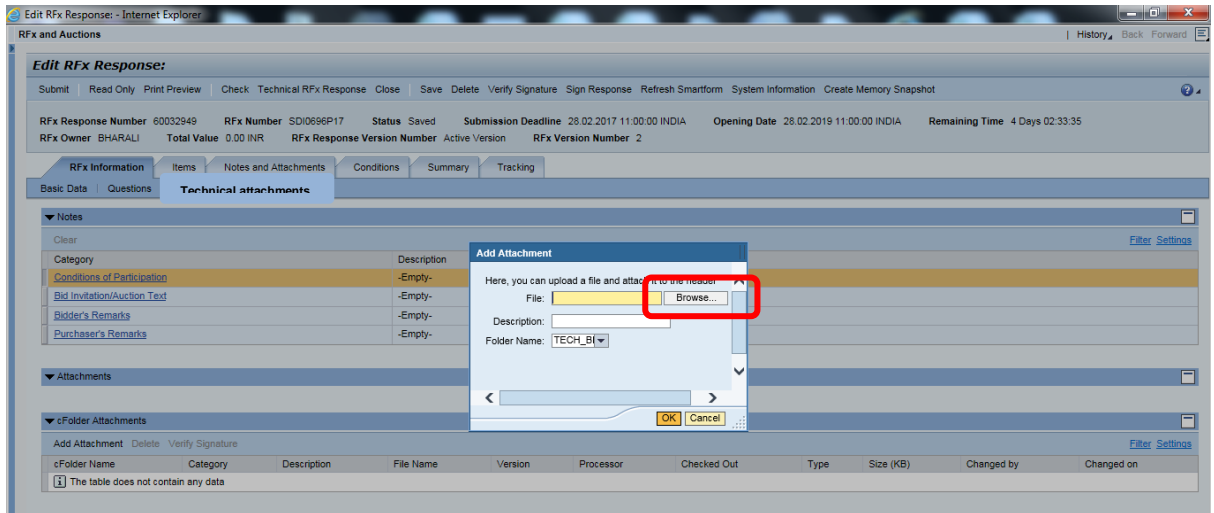 Edit RFx Response: - Internet Explorer
RFx and Auctions | History Back Forward
Edit RFx Response:
Submit | Read Only Print Preview | Check Technical RFx Response Close | Save Delete Verify Signature Sign Response Refresh Smartform System Information Create Memory Snapshot
RFx Response Number 60032949 RFx Number SDI0696P17 Status Saved Submission Deadline 28.02.2017 11:00:00 INDIA Opening Date 28.02.2019 11:00:00 INDIA Remaining Time 4 Days 02:33:35
RFx Owner BHARALI Total Value 0.00 INR RFx Response Version Number Active Version RFx Version Number 2
RFx Information Items Notes and Attachments Conditions Summary Tracking
Basic Data | Questions Technical attachments
Notes
Clear Filter Settings
Category Description
Conditions of Participation -Empty-
Bid Invitation/Auction Text -Empty-
Bidder's Remarks -Empty-
Purchaser's Remarks -Empty-
Add Attachment
Here, you can upload a file and attach it to the header
File: Browse...
Description:
Folder Name: TECH_BI
OK Cancel
Attachments
cFolder Attachments
Add Attachment Delete Verify Signature Filter Settings
cFolder Name Category Description File Name Version Processor Checked Out Type Size (KB) Changed by Changed on
The table does not contain any data